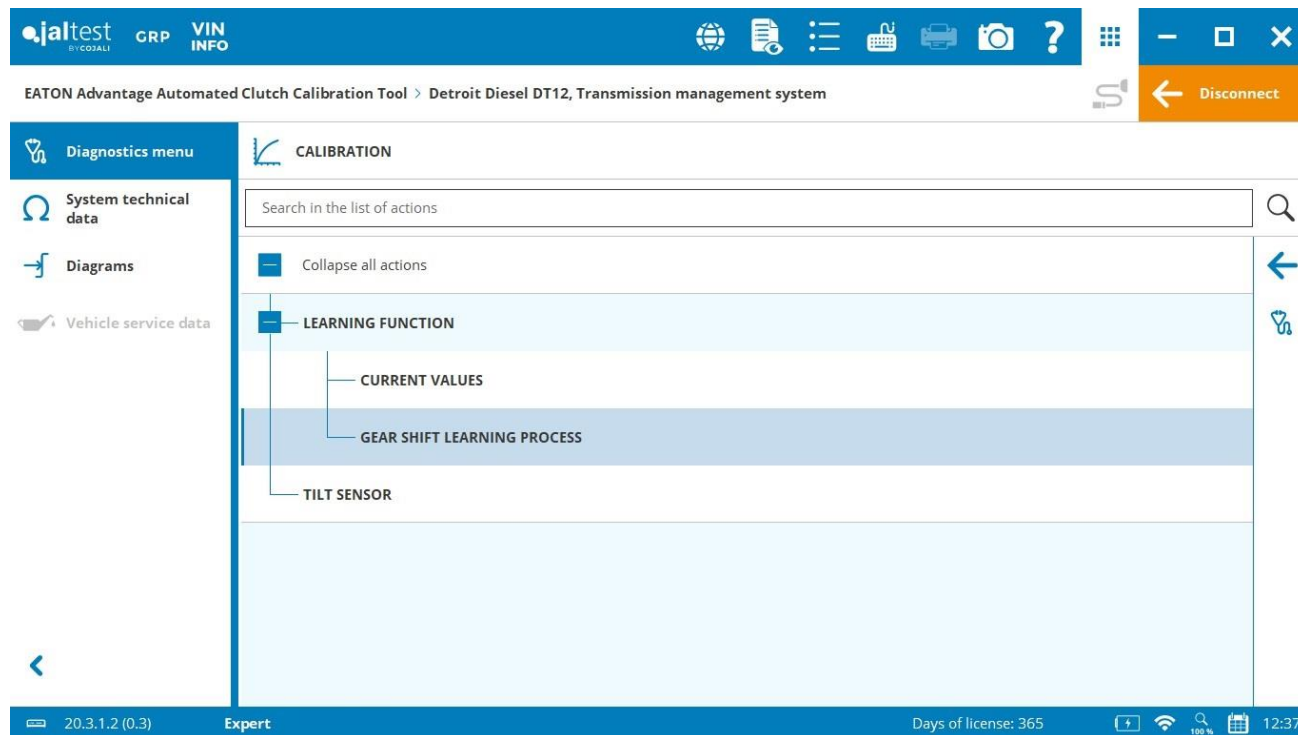 jaltest GRP VIN INFO
BY COJALI
?
EATON Advantage Automated Clutch Calibration Tool > Detroit Diesel DT12, Transmission management system
Disconnect
Diagnostics menu
CALIBRATION
System technical data
Search in the list of actions
Diagrams
Collapse all actions
Vehicle service data
LEARNING FUNCTION
CURRENT VALUES
GEAR SHIFT LEARNING PROCESS
TILT SENSOR
20.3.1.2 (0.3) Expert Days of license: 365 100 % 12:37